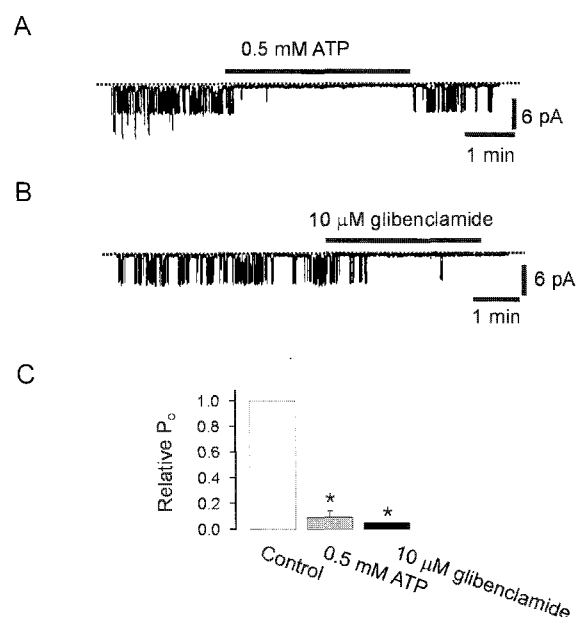 A
0.5 mM ATP
6 pA
1 min
B
10 μM glibenclamide
6 pA
1 min
C
Relative Po
1.0
0.8
0.6
0.4
0.2
0.0
*
*
Control
0.5 mM ATP
10 μM glibenclamide